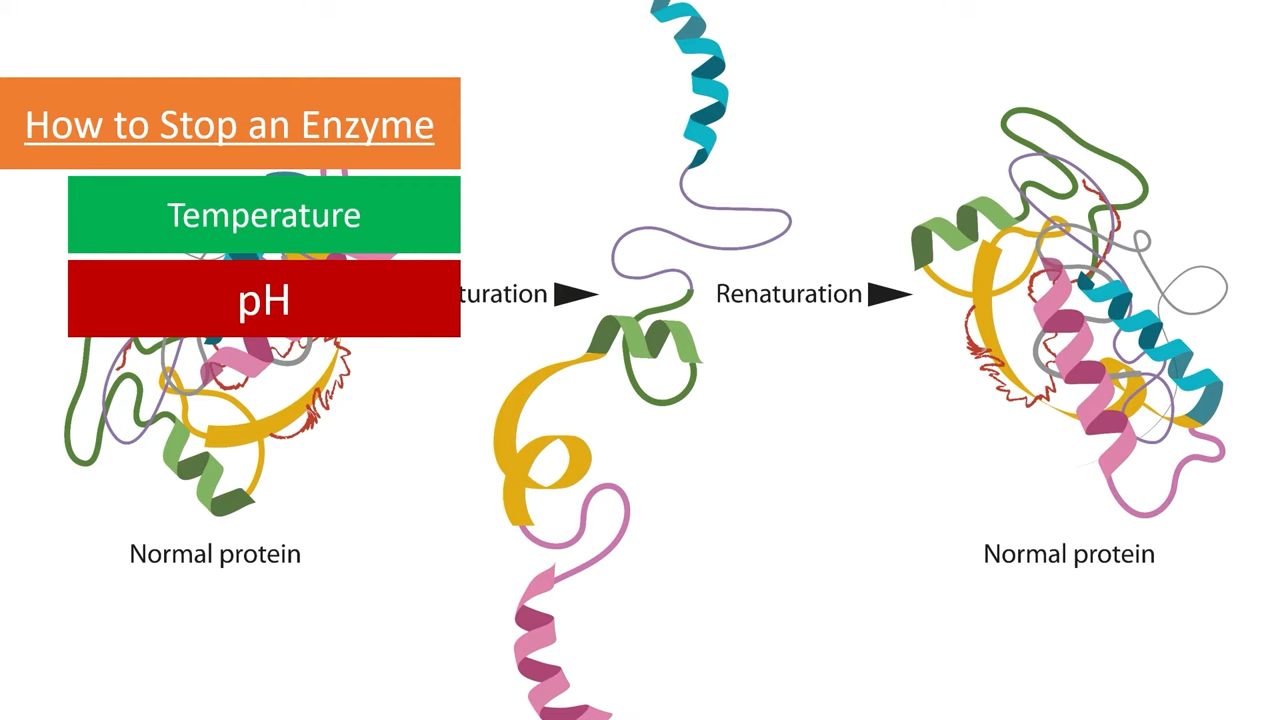 How to Stop an Enzyme
Temperature
pH
turation
Renaturation
Normal protein
Normal protein